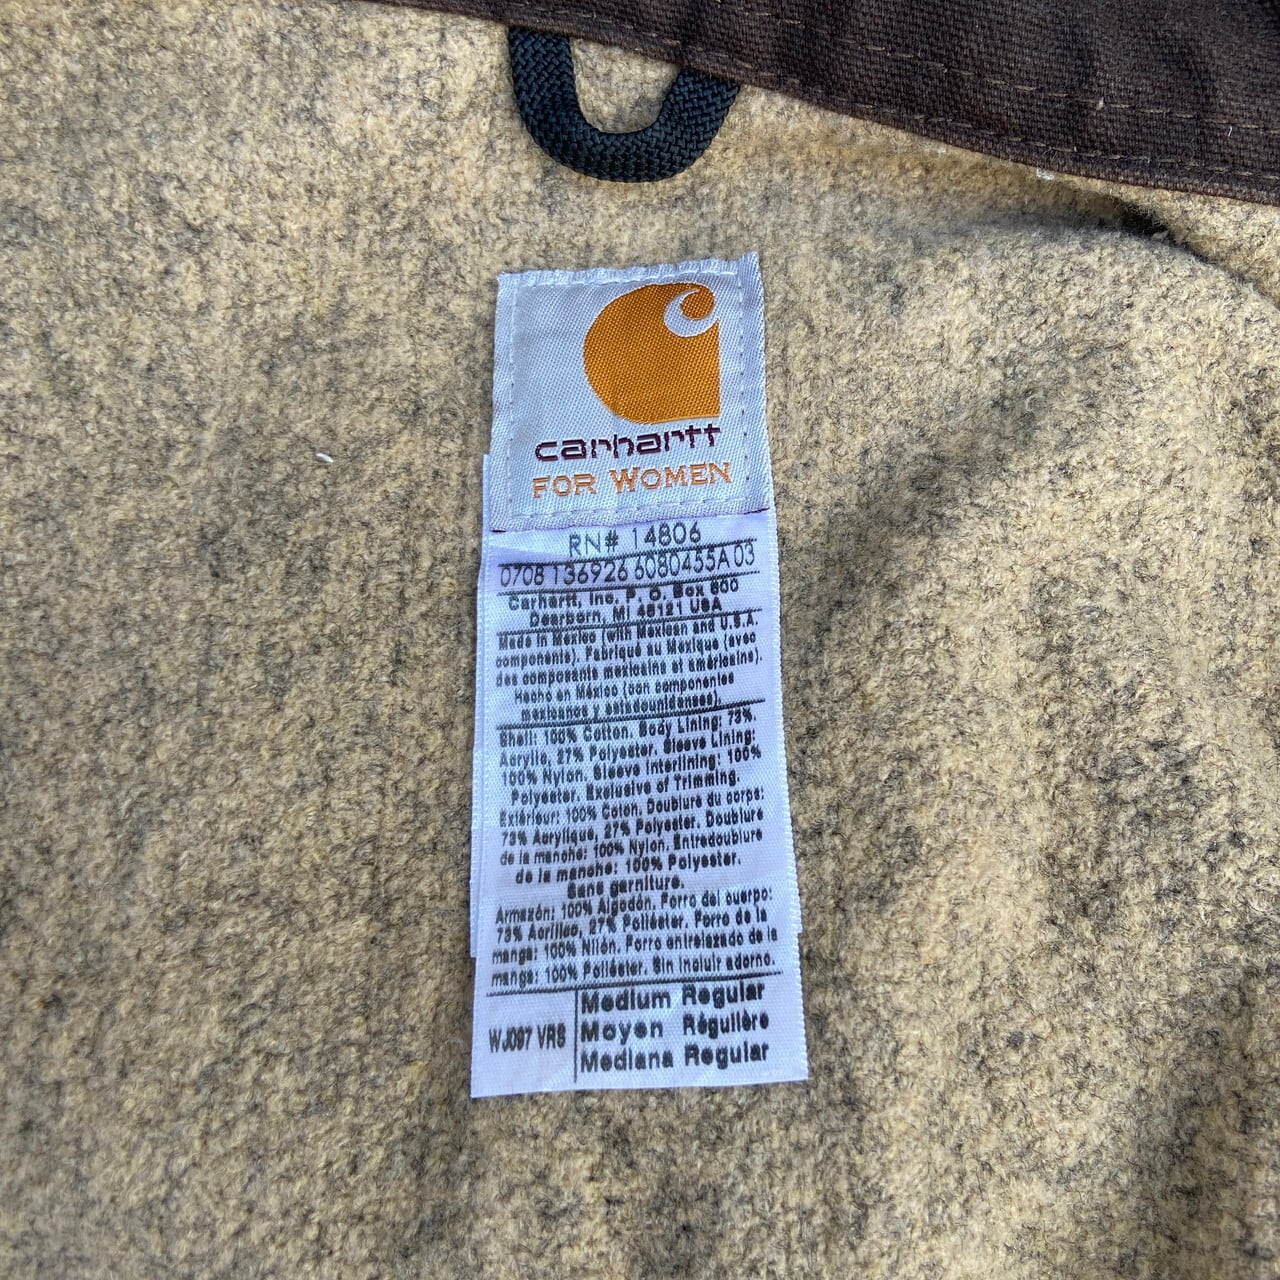 carhartt
FOR WOMEN
RN# 14806
0708 136926 6080455A 03
Carhartt, Inc. P. O. Box 600
Dearborn, MI 48121 USA
Made in Mexico (with Mexican and U.S.A.
components). Fabriqué au Mexique (avec
des composants mexicains et américains).
Hecho en México (con componentes
mexicanos y estadounidenses).
Shell: 100% Cotton. Body Lining: 73%.
Acrylic, 27% Polyester. Sleeve Lining:
100% Nylon. Sleeve Interlining: 100%
Polyester. Exclusive of Trimming.
Extérieur: 100% Coton. Doublure du corps:
73% Acrylique, 27% Polyester. Doublure
de la manche: 100% Nylon. Entredoublure
de la manche: 100% Polyester.
Sans garniture.
Armazón: 100% Algodón. Forro del cuerpo:
73% Acrílico, 27% Poliéster. Forro de la
manga: 100% Nilón. Forro entrelazado de la
manga: 100% Poliéster. Sin incluir adorno.
WJ097 VRS
Medium Regular
Moyen Régulière
Mediana Regular